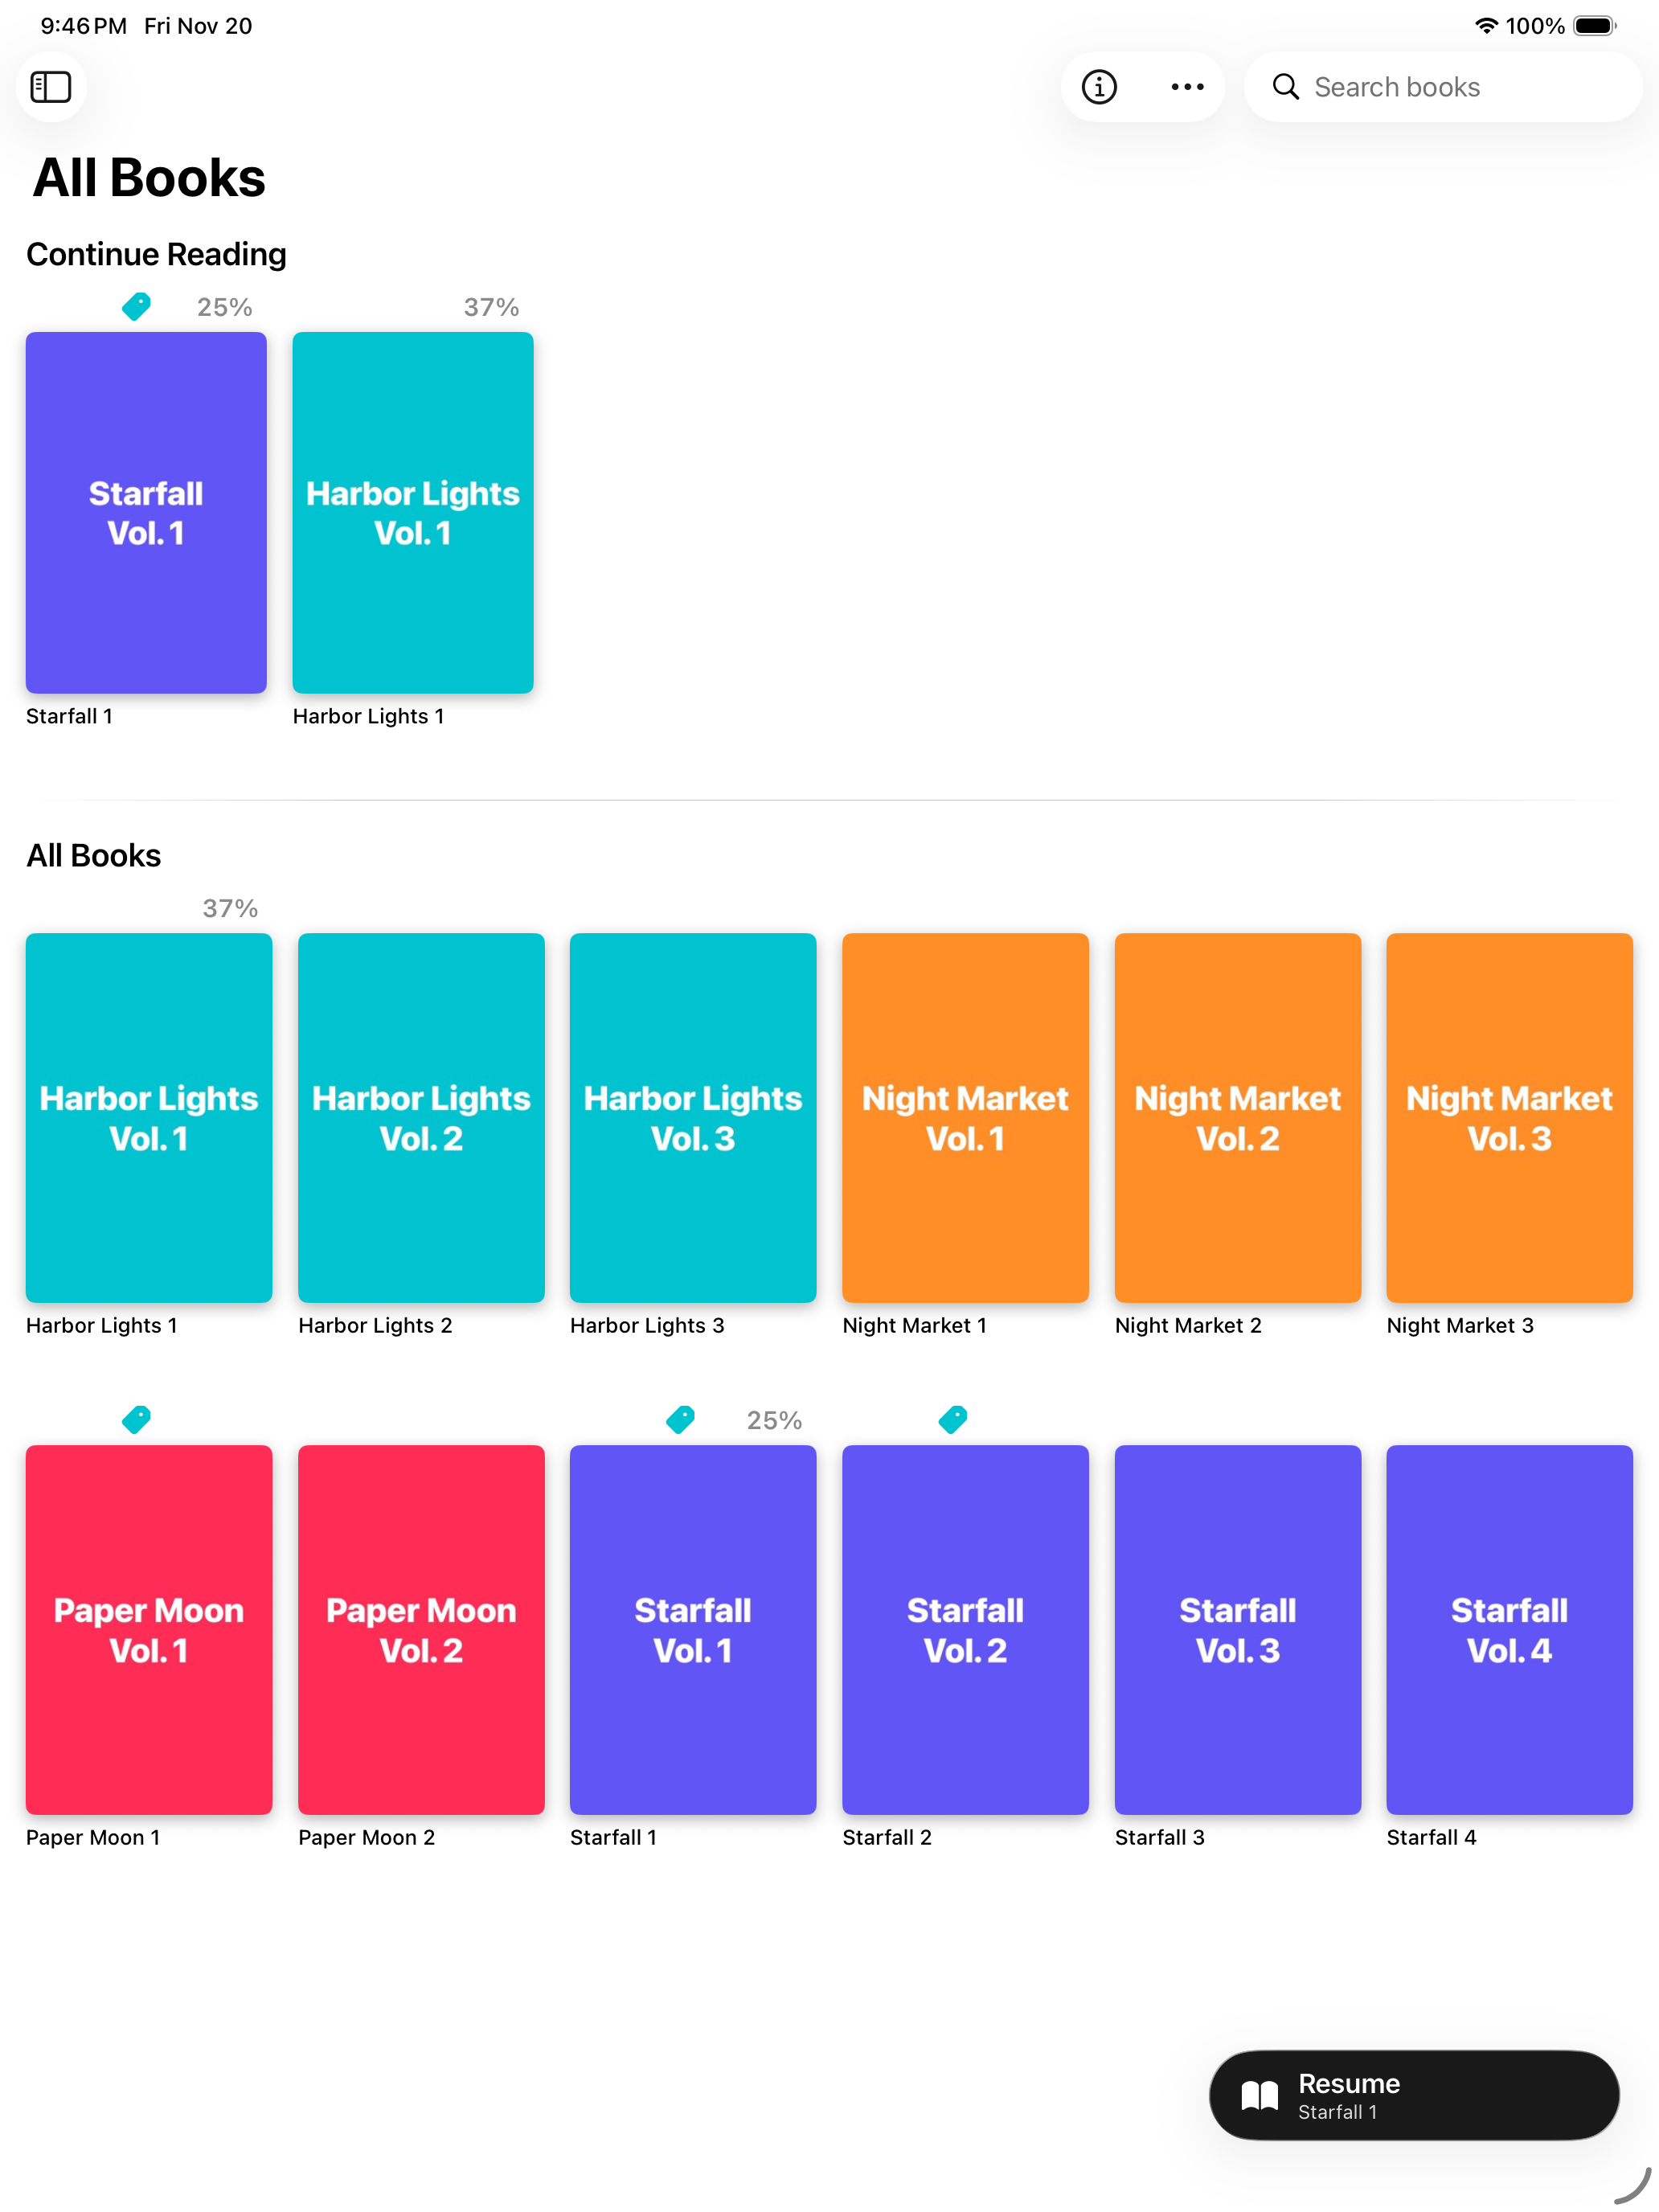 9:46 PM Fri Nov 20
100%
Search books
All Books
Continue Reading
25%
37%
Starfall
Vol. 1
Harbor Lights
Vol. 1
Starfall 1
Harbor Lights 1
All Books
37%
Harbor Lights
Vol. 1
Harbor Lights
Vol. 2
Harbor Lights
Vol. 3
Night Market
Vol. 1
Night Market
Vol. 2
Night Market
Vol. 3
Harbor Lights 1
Harbor Lights 2
Harbor Lights 3
Night Market 1
Night Market 2
Night Market 3
25%
Paper Moon
Vol. 1
Paper Moon
Vol. 2
Starfall
Vol. 1
Starfall
Vol. 2
Starfall
Vol. 3
Starfall
Vol. 4
Paper Moon 1
Paper Moon 2
Starfall 1
Starfall 2
Starfall 3
Starfall 4
Resume
Starfall 1